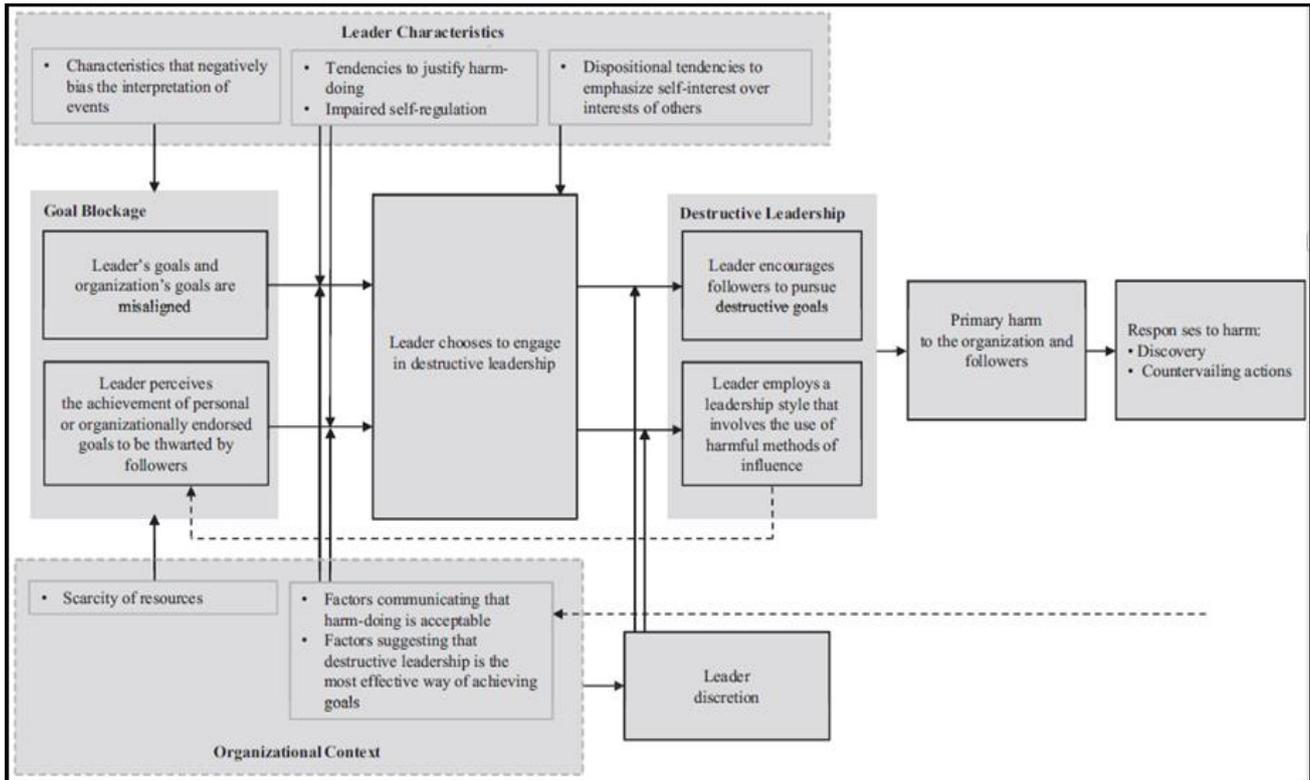 Leader Characteristics
• Characteristics that negatively
bias the interpretation of
events
• Tendencies to justify harm-
doing
• Impaired self-regulation
• Dispositional tendencies to
emphasize self-interest over
interests of others
Goal Blockage
Leader's goals and
organization's goals are
misaligned
Leader perceives
the achievement of personal
or organizationally endorsed
goals to be thwarted by
followers
Leader chooses to engage
in destructive leadership
Destructive Leadership
Leader encourages
followers to pursue
destructive goals
Leader employs a
leadership style that
involves the use of
harmful methods of
influence
Primary harm
to the organization and
followers
Respon ses to harm:
• Discovery
• Countervailing actions
• Scarcity of resources
• Factors communicating that
harm-doing is acceptable
• Factors suggesting that
destructive leadership is the
most effective way of achieving
goals
Leader
discretion
Organizational Context